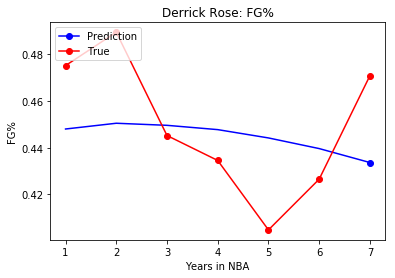 Derrick Rose: FG%
Prediction
True
0.48
0.46
0.44
0.42
FG%
1 2 3 4 5 6 7
Years in NBA